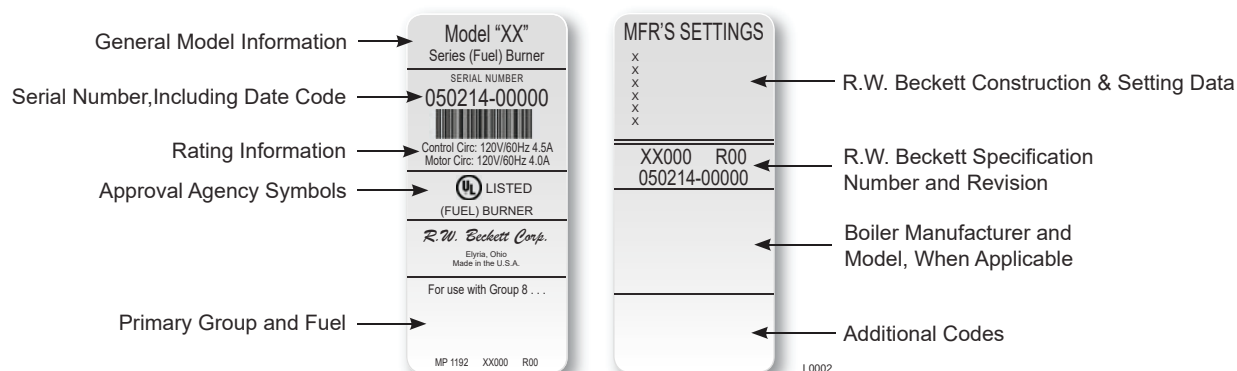 General Model Information
Serial Number,Including Date Code
Rating Information
Approval Agency Symbols
Primary Group and Fuel
Model “XX”
Series (Fuel) Burner
SERIAL NUMBER
050214-00000
Control Circ: 120V/60Hz 4.5A
Motor Circ: 120V/60Hz 4.0A
UL LISTED
(FUEL) BURNER
R.W. Beckett Corp.
Elyria, Ohio
Made in the U.S.A.
For use with Group 8 . . .
MP 1192 XX000 R00
MFR'S SETTINGS
x
x
x
x
x
x
XX000 R00
050214-00000
R.W. Beckett Construction & Setting Data
R.W. Beckett Specification
Number and Revision
Boiler Manufacturer and
Model, When Applicable
Additional Codes
L0002